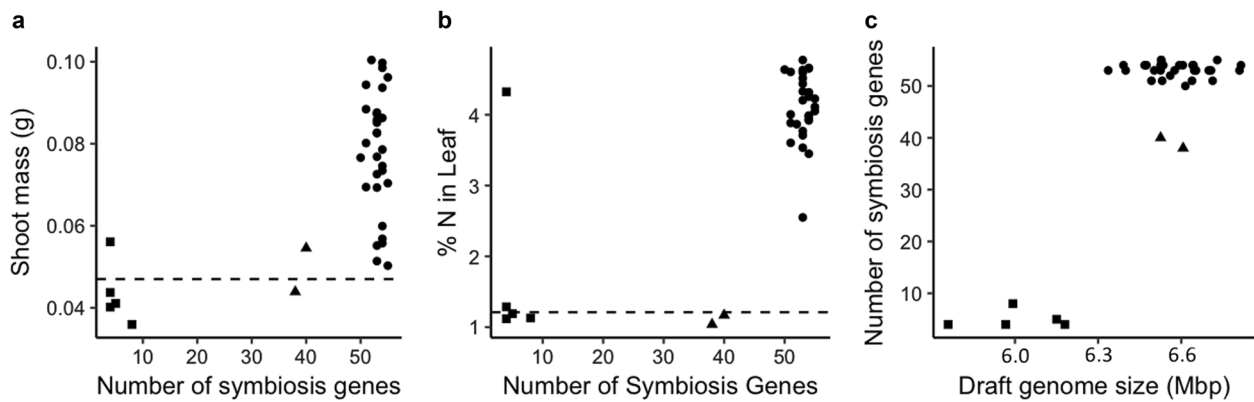 a
Shoot mass (g)
0.10
0.08
0.06
0.04
10 20 30 40 50
Number of symbiosis genes
b
% N in Leaf
4
3
2
1
10 20 30 40 50
Number of Symbiosis Genes
c
Number of symbiosis genes
50
40
30
20
10
6.0 6.3 6.6
Draft genome size (Mbp)